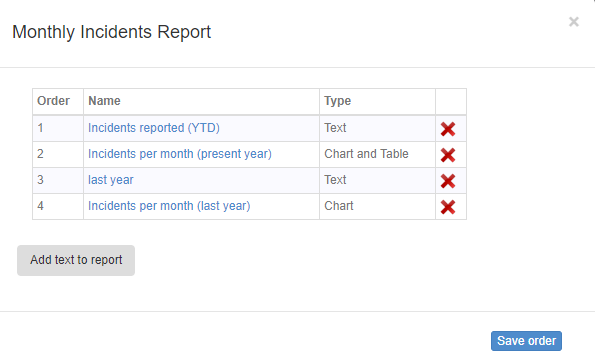 Monthly Incidents Report
×
Order Name Type
1 Incidents reported (YTD) Text
2 Incidents per month (present year) Chart and Table
3 last year Text
4 Incidents per month (last year) Chart
Add text to report
Save order